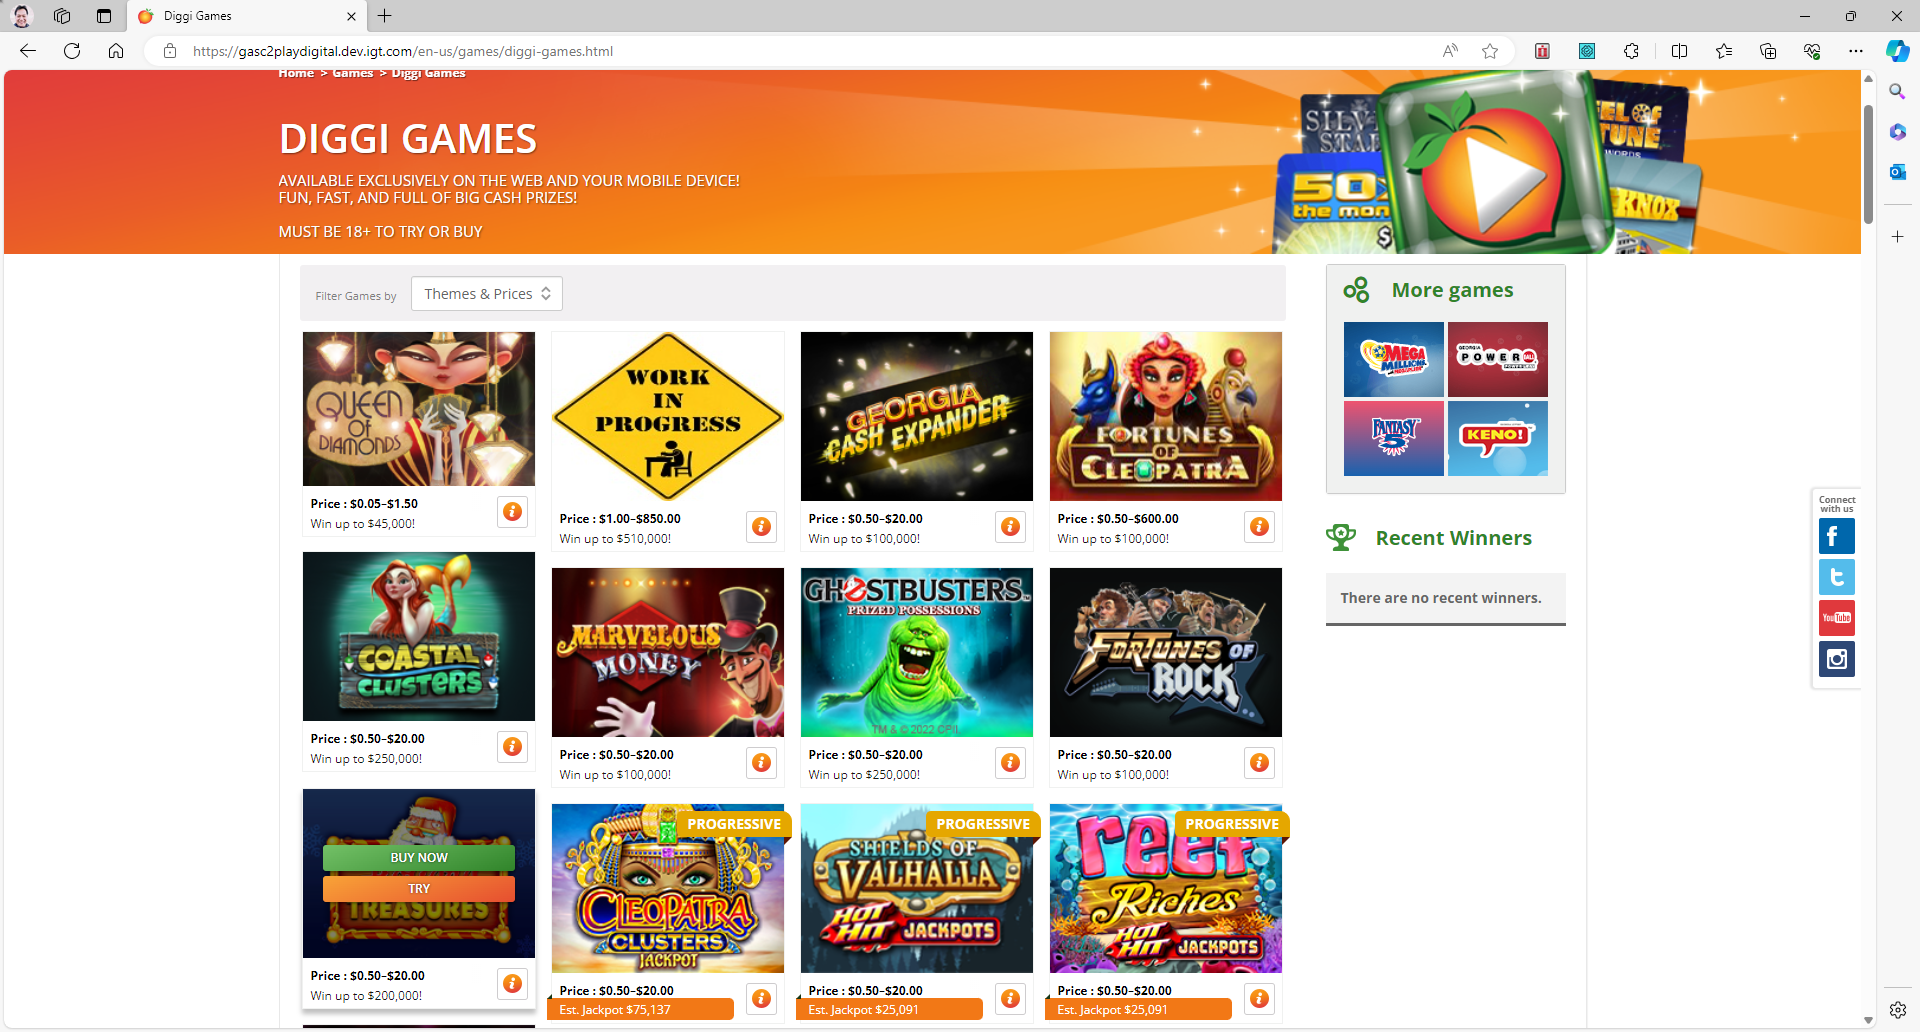 Diggi Games
https://gasc2playdigital.dev.igt.com/en-us/games/diggi-games.html
Home > Games > Diggi Games
DIGGI GAMES
AVAILABLE EXCLUSIVELY ON THE WEB AND YOUR MOBILE DEVICE!
FUN, FAST, AND FULL OF BIG CASH PRIZES!
MUST BE 18+ TO TRY OR BUY
50X
$
KNOX
WORDS
Filter Games by
Themes & Prices
QUEEN
OF
DIAMONDS
Price : $0.05–$1.50
Win up to $45,000!
WORK
IN
PROGRESS
Price : $1.00–$850.00
Win up to $510,000!
GEORGIA
CASH EXPANDER
Price : $0.50–$20.00
Win up to $100,000!
FORTUNES
OF
CLEOPATRA
Price : $0.50–$600.00
Win up to $100,000!
COASTAL
CLUSTERS
Price : $0.50–$20.00
Win up to $250,000!
MARVELOUS
MONEY
Price : $0.50–$20.00
Win up to $100,000!
GHOSTBUSTERS
PRIZED POSSESSIONS
TM & © 2022 CPII
Price : $0.50–$20.00
Win up to $250,000!
FORTUNES OF
ROCK
Price : $0.50–$20.00
Win up to $100,000!
BUY NOW
TRY
TREASURES
Price : $0.50–$20.00
Win up to $200,000!
PROGRESSIVE
CLEOPATRA
CLUSTERS
JACKPOT
Price : $0.50–$20.00
Est. Jackpot $75,137
PROGRESSIVE
SHIELDS OF
VALHALLA
HOT
HIT JACKPOTS
Price : $0.50–$20.00
Est. Jackpot $25,091
PROGRESSIVE
reef
Riches
HOT
HIT JACKPOTS
Price : $0.50–$20.00
Est. Jackpot $25,091
More games
MEGA
MILLIONS
GEORGIA
POWERBALL
FANTASY
5
KENO!
Recent Winners
There are no recent winners.
Connect
with us
YouTube